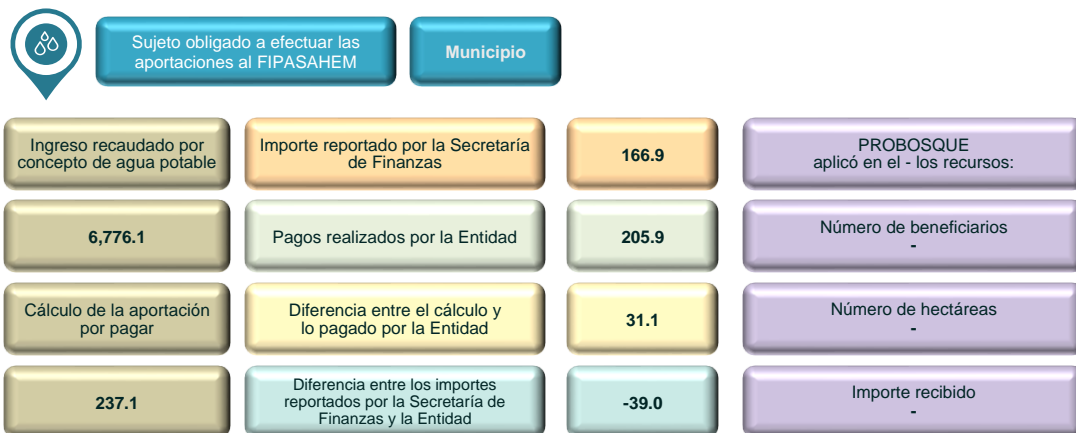 Sujeto obligado a efectuar las
aportaciones al FIPASAHEM
Municipio
Ingreso recaudado por
concepto de agua potable
Importe reportado por la Secretaría
de Finanzas
166.9
PROBOSQUE
aplicó en el - los recursos:
6,776.1
Pagos realizados por la Entidad
205.9
Número de beneficiarios
-
Cálculo de la aportación
por pagar
Diferencia entre el cálculo y
lo pagado por la Entidad
31.1
Número de hectáreas
-
237.1
Diferencia entre los importes
reportados por la Secretaría de
Finanzas y la Entidad
-39.0
Importe recibido
-